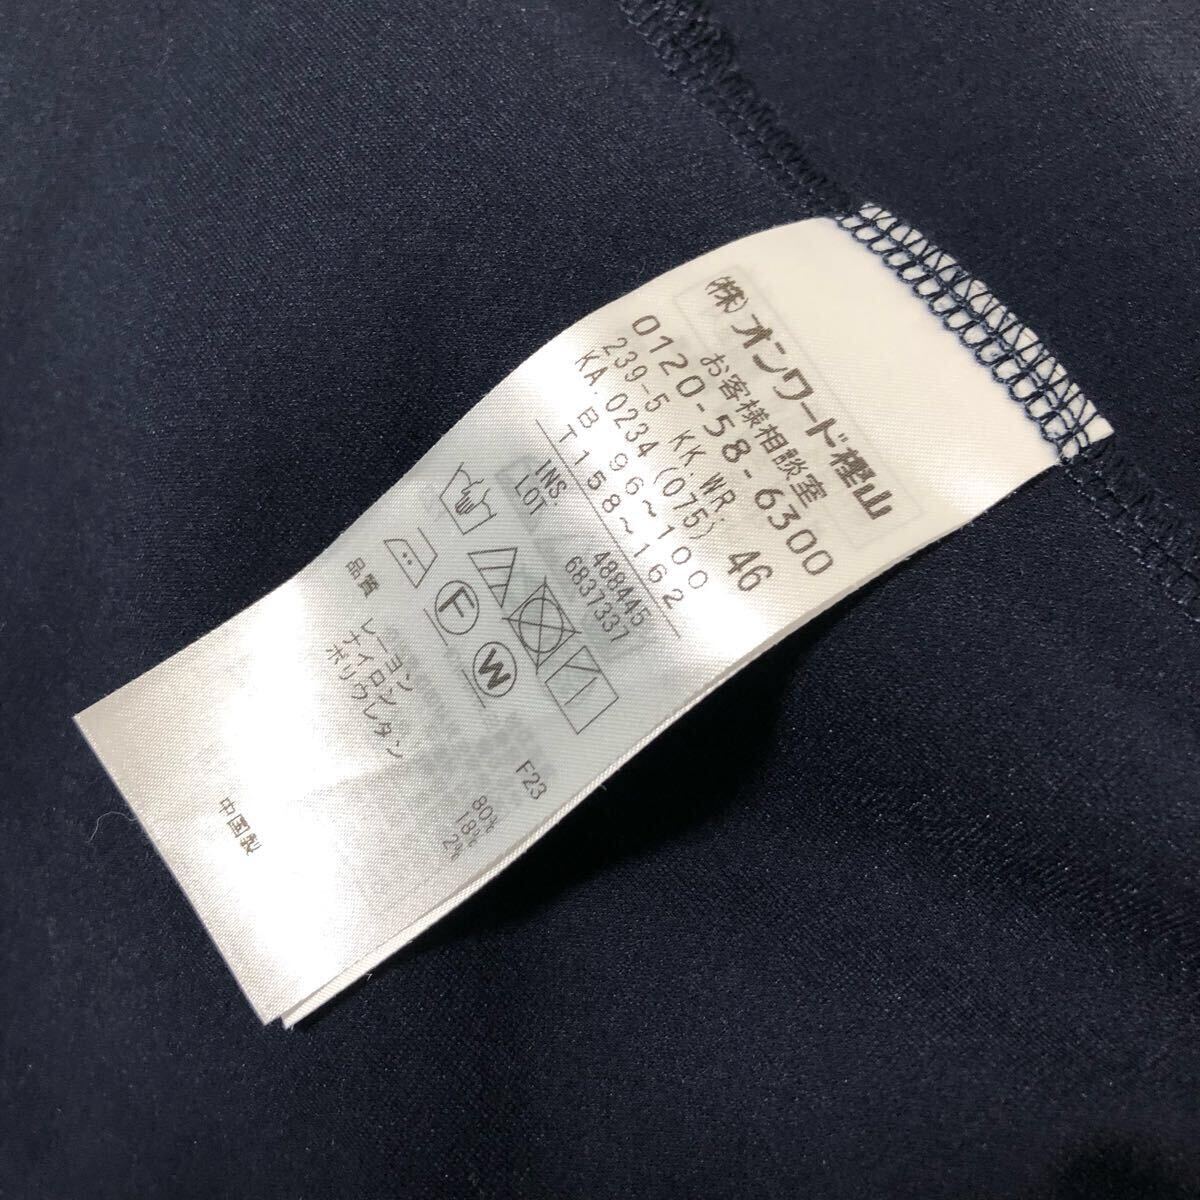 (株)オンワード樫山
お客様相談室
0120-58-6300
239-5 KK.WR.
KA.0234 (075) 46
B 96~100
T 158~162
INS. 488445
LOT 6837337
F
W
F23
品質 レーヨン 80%
ナイロン 18%
ポリウレタン 2%
中国製